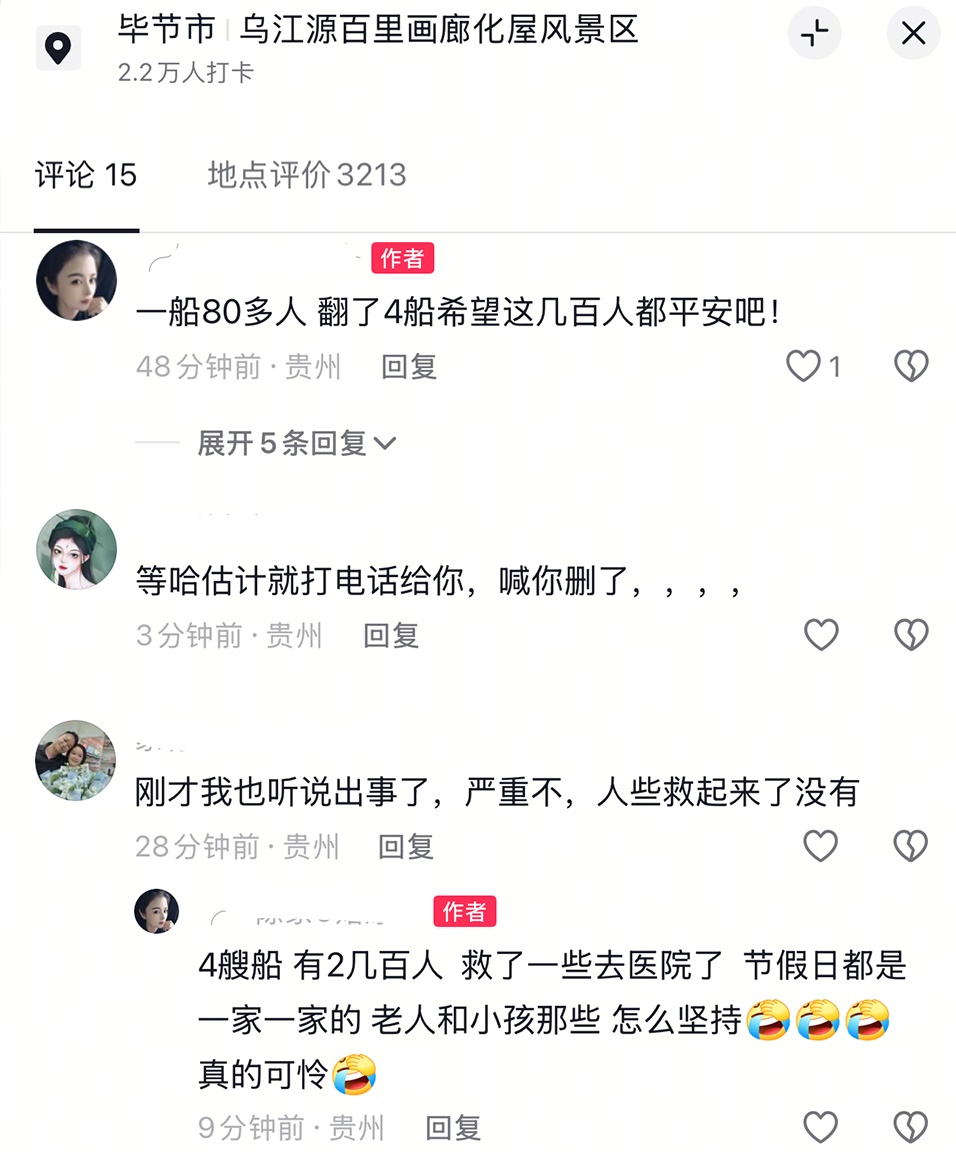 毕节市 | 乌江源百里画廊化屋风景区
2.2万人打卡
评论 15 地点评价3213
作者
一船80多人 翻了4船希望这几百人都平安吧！
48分钟前 · 贵州 回复 1
展开5条回复
等哈估计就打电话给你，喊你删了，，，，
3分钟前 · 贵州 回复
刚才我也听说出事了，严重不，人些救起来了没有
28分钟前 · 贵州 回复
作者
4艘船 有2几百人 救了一些去医院了 节假日都是
一家一家的 老人和小孩那些 怎么坚持🤣🤣🤣
真的可怜🤣
9分钟前 · 贵州 回复